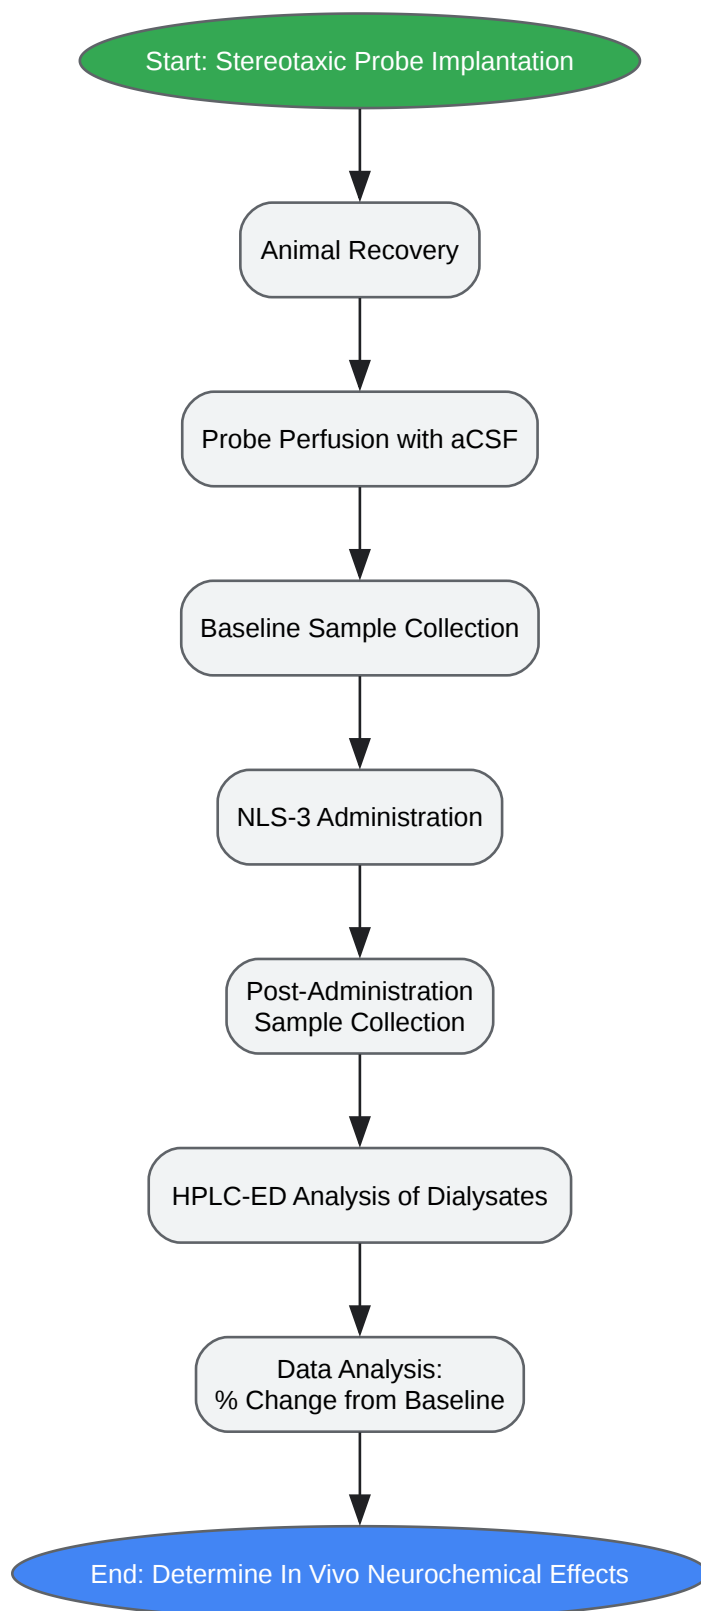 Start: Stereotaxic Probe Implantation
Animal Recovery
Probe Perfusion with aCSF
Baseline Sample Collection
NLS-3 Administration
Post-Administration
Sample Collection
HPLC-ED Analysis of Dialysates
Data Analysis:
% Change from Baseline
End: Determine In Vivo Neurochemical Effects